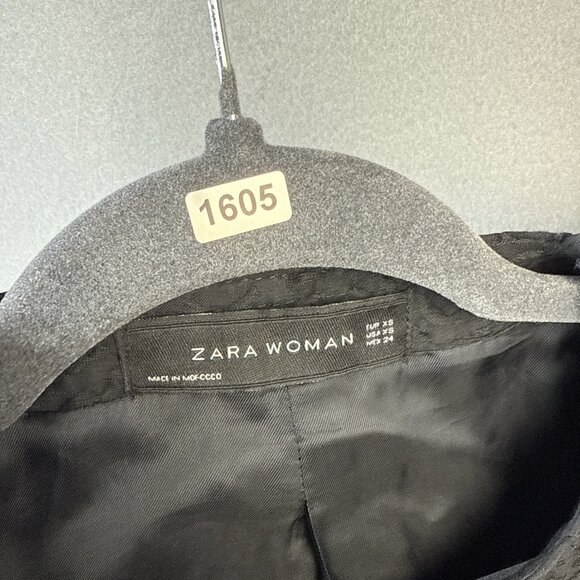 1605
ZARA WOMAN
EUR XS
USA XS
MEX 24
MADE IN MOROCCO